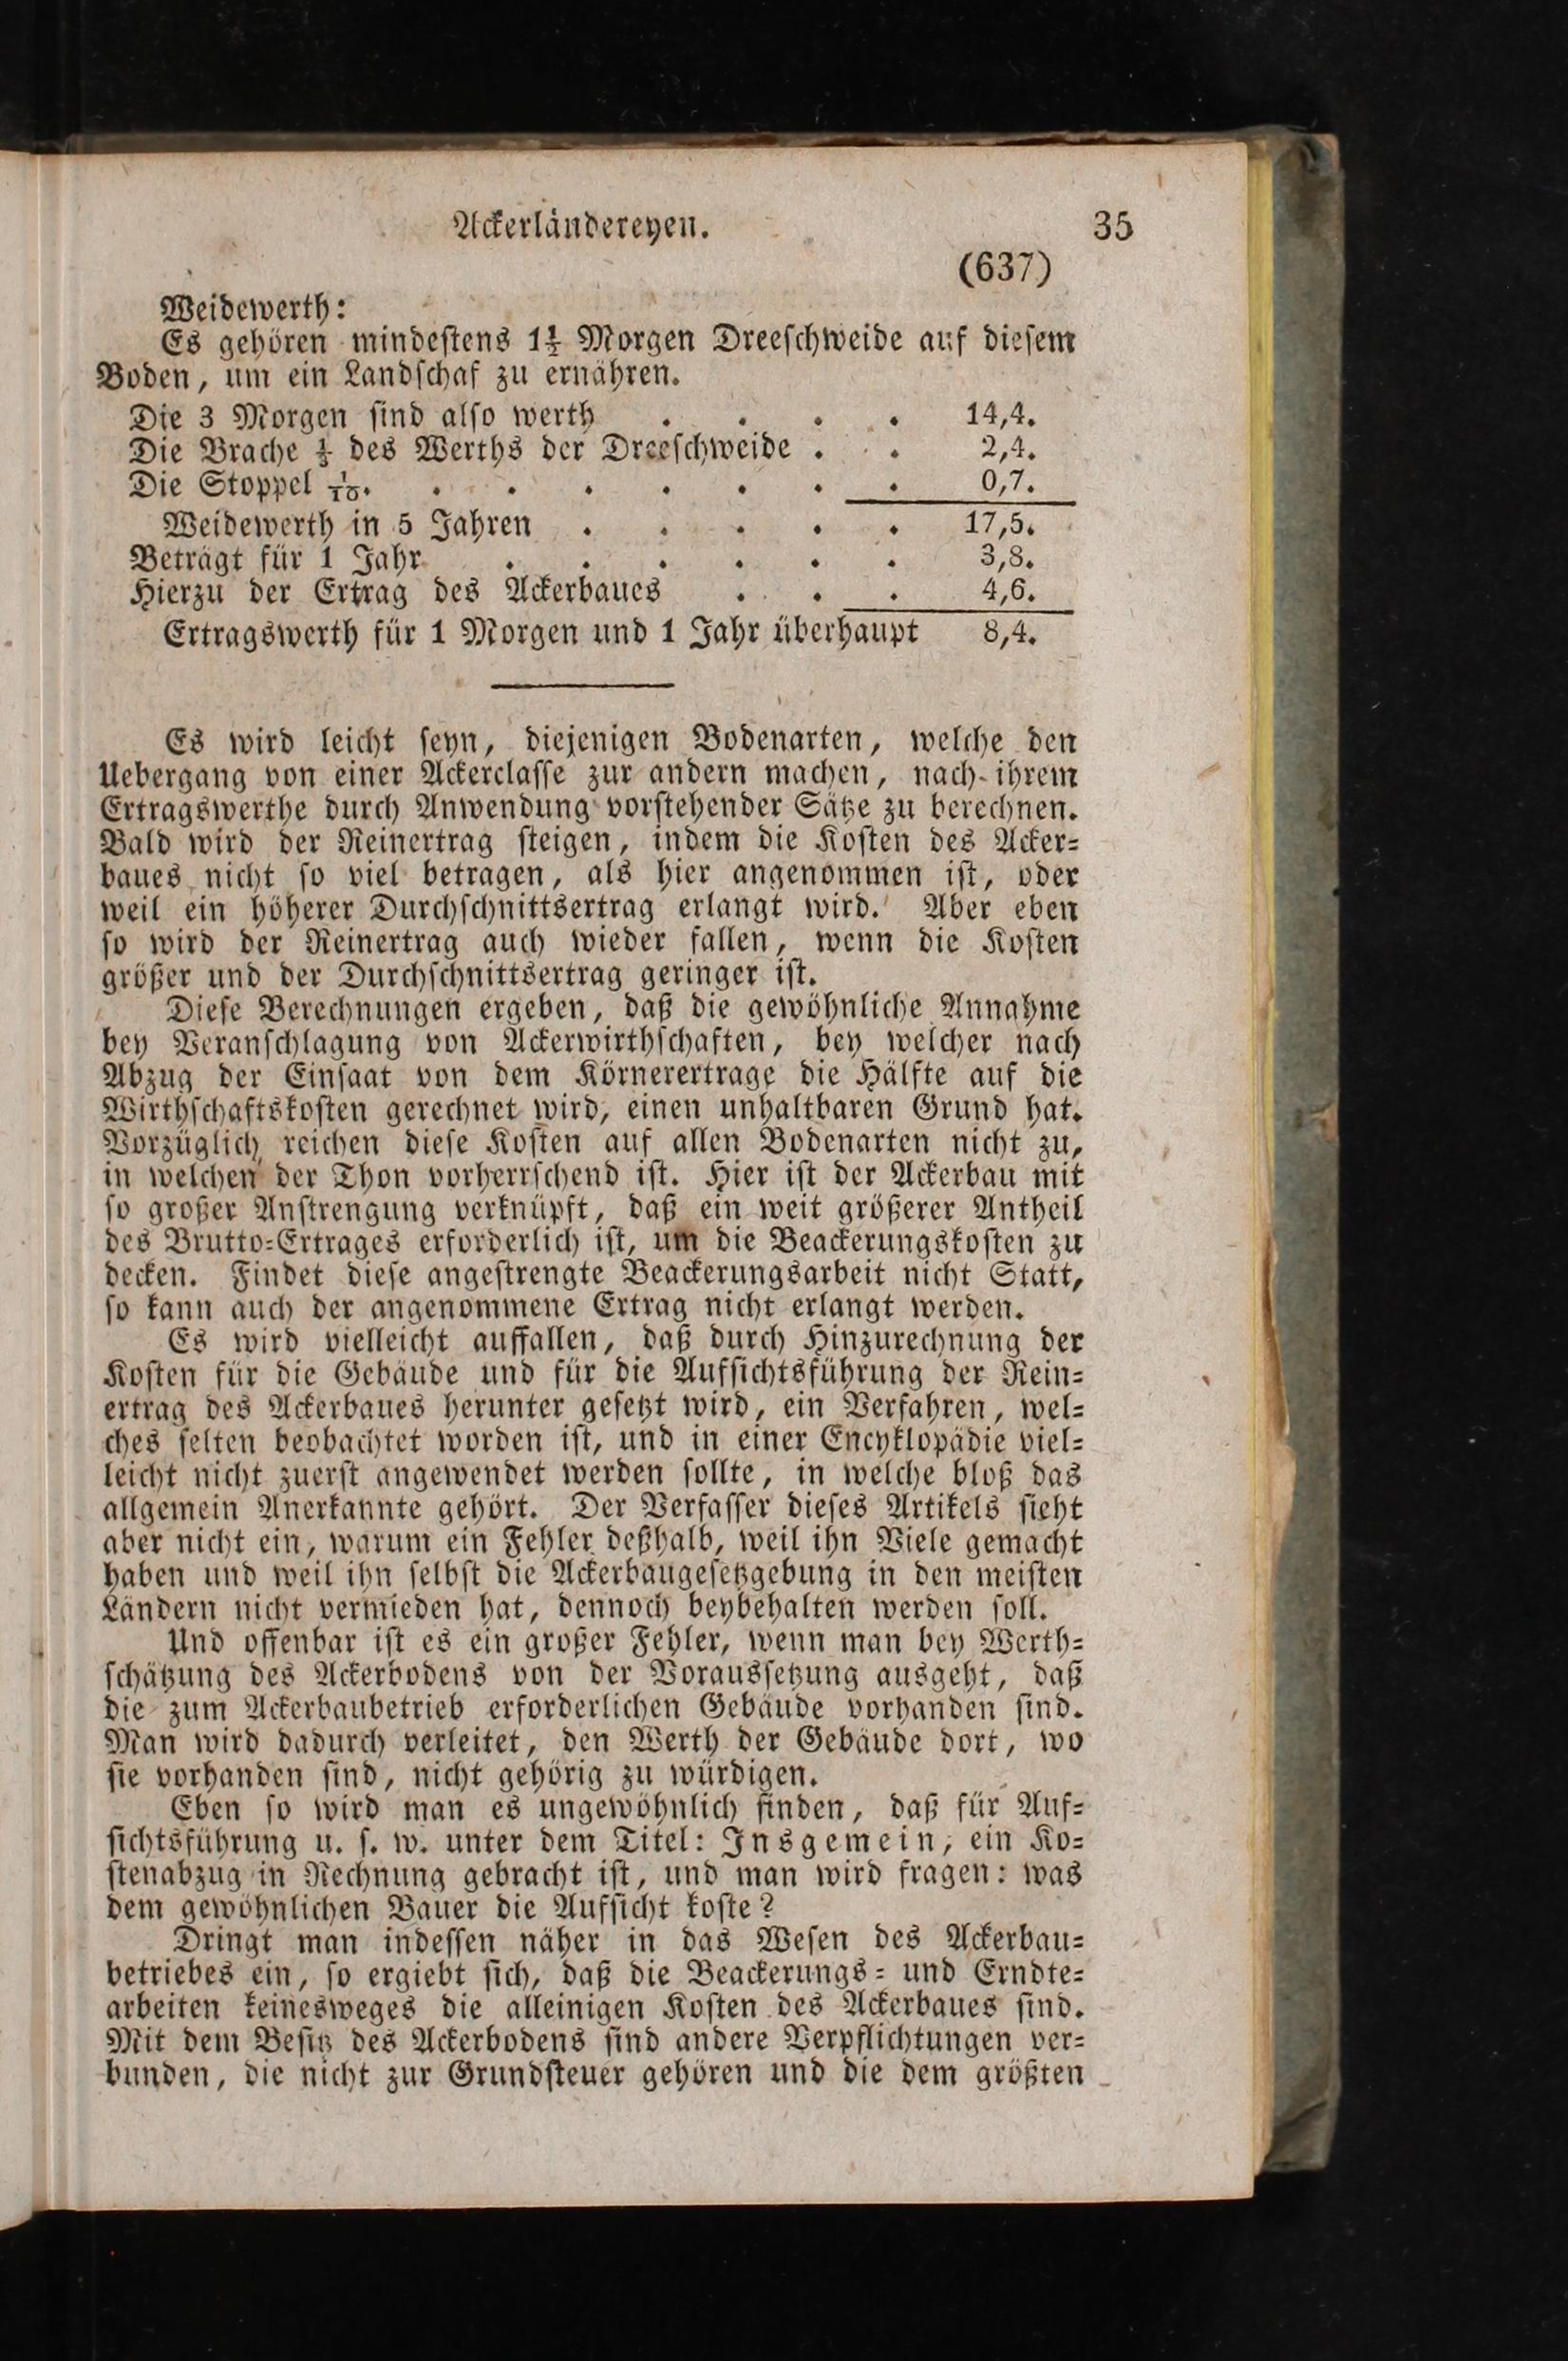 Ackerländereyen. 35
(637)
Weidewerth:
Es gehören mindeſtens 1½ Morgen Dreeſchweide auf dieſem
Boden, um ein Landſchaf zu ernähren.
Die 3 Morgen ſind alſo werth . . . . 14,4.
Die Brache ½ des Werths der Dreeſchweide . . 2,4.
Die Stoppel 1/10. . . . . . . . 0,7.
Weidewerth in 5 Jahren . . . . . 17,5.
Beträgt für 1 Jahr . . . . . . 3,8.
Hierzu der Ertrag des Ackerbaues . . . 4,6.
Ertragswerth für 1 Morgen und 1 Jahr überhaupt 8,4.
Es wird leicht ſeyn, diejenigen Bodenarten, welche den
Uebergang von einer Ackerclaſſe zur andern machen, nach ihrem
Ertragswerthe durch Anwendung vorſtehender Sätze zu berechnen.
Bald wird der Reinertrag ſteigen, indem die Koſten des Acker⸗
baues nicht ſo viel betragen, als hier angenommen iſt, oder
weil ein höherer Durchſchnittsertrag erlangt wird. Aber eben
ſo wird der Reinertrag auch wieder fallen, wenn die Koſten
größer und der Durchſchnittsertrag geringer iſt.
Dieſe Berechnungen ergeben, daß die gewöhnliche Annahme
bey Veranſchlagung von Ackerwirthſchaften, bey welcher nach
Abzug der Einſaat von dem Körnerertrage die Hälfte auf die
Wirthſchaftskoſten gerechnet wird, einen unhaltbaren Grund hat.
Vorzüglich reichen dieſe Koſten auf allen Bodenarten nicht zu,
in welchen der Thon vorherrſchend iſt. Hier iſt der Ackerbau mit
ſo großer Anſtrengung verknüpft, daß ein weit größerer Antheil
des Brutto⸗Ertrages erforderlich iſt, um die Beackerungskoſten zu
decken. Findet dieſe angeſtrengte Beackerungsarbeit nicht Statt,
ſo kann auch der angenommene Ertrag nicht erlangt werden.
Es wird vielleicht auffallen, daß durch Hinzurechnung der
Koſten für die Gebäude und für die Aufſichtsführung der Rein⸗
ertrag des Ackerbaues herunter geſetzt wird, ein Verfahren, wel⸗
ches ſelten beobachtet worden iſt, und in einer Encyklopädie viel⸗
leicht nicht zuerſt angewendet werden ſollte, in welche bloß das
allgemein Anerkannte gehört. Der Verfaſſer dieſes Artikels ſieht
aber nicht ein, warum ein Fehler deßhalb, weil ihn Viele gemacht
haben und weil ihn ſelbſt die Ackerbaugeſetzgebung in den meiſten
Ländern nicht vermieden hat, dennoch beybehalten werden ſoll.
Und offenbar iſt es ein großer Fehler, wenn man bey Werth⸗
ſchätzung des Ackerbodens von der Vorausſetzung ausgeht, daß
die zum Ackerbaubetrieb erforderlichen Gebäude vorhanden ſind.
Man wird dadurch verleitet, den Werth der Gebäude dort, wo
ſie vorhanden ſind, nicht gehörig zu würdigen.
Eben ſo wird man es ungewöhnlich finden, daß für Auf⸗
ſichtsführung u. ſ. w. unter dem Titel: Insgemein, ein Ko⸗
ſtenabzug in Rechnung gebracht iſt, und man wird fragen: was
dem gewöhnlichen Bauer die Aufſicht koſte?
Dringt man indeſſen näher in das Weſen des Ackerbau⸗
betriebes ein, ſo ergiebt ſich, daß die Beackerungs⸗ und Erndte⸗
arbeiten keinesweges die alleinigen Koſten des Ackerbaues ſind.
Mit dem Beſitz des Ackerbodens ſind andere Verpflichtungen ver⸗
bunden, die nicht zur Grundſteuer gehören und die dem größten